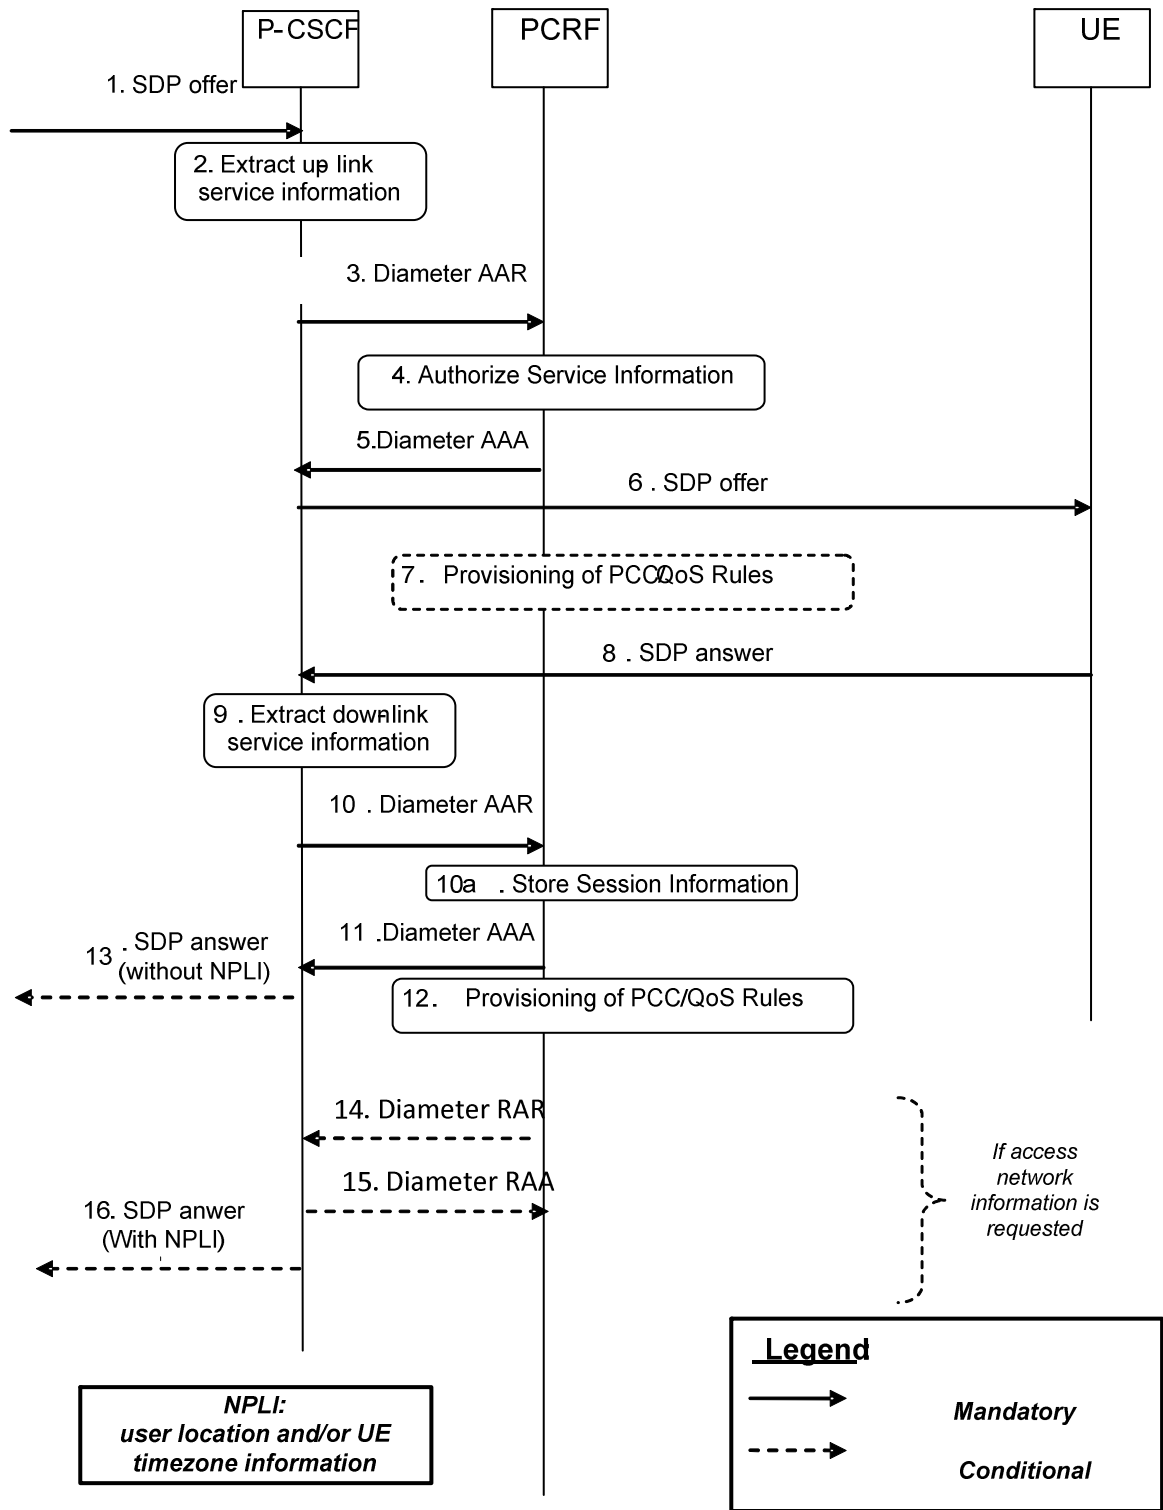 P-CSCF
PCRF
UE
1. SDP offer
2. Extract up link
service information
3. Diameter AAR
4. Authorize Service Information
5.Diameter AAA
6 . SDP offer
7. Provisioning of PCC/QoS Rules
8 . SDP answer
9 . Extract downlink
service information
10 . Diameter AAR
10a . Store Session Information
11 .Diameter AAA
13 . SDP answer
(without NPLI)
12. Provisioning of PCC/QoS Rules
14. Diameter RAR
15. Diameter RAA
16. SDP anwer
(With NPLI)
If access
network
information is
requested
Legend:
Mandatory
Conditional
NPLI:
user location and/or UE
timezone information